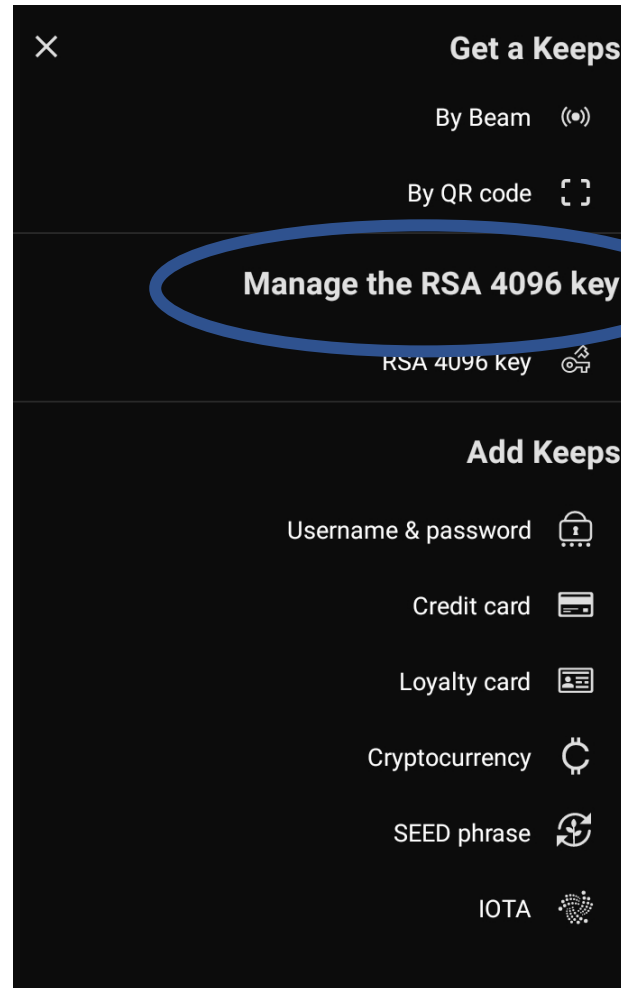 Get a Keeps
By Beam
By QR code
Manage the RSA 4096 key
RSA 4096 key
Add Keeps
Username & password
Credit card
Loyalty card
Cryptocurrency
SEED phrase
IOTA